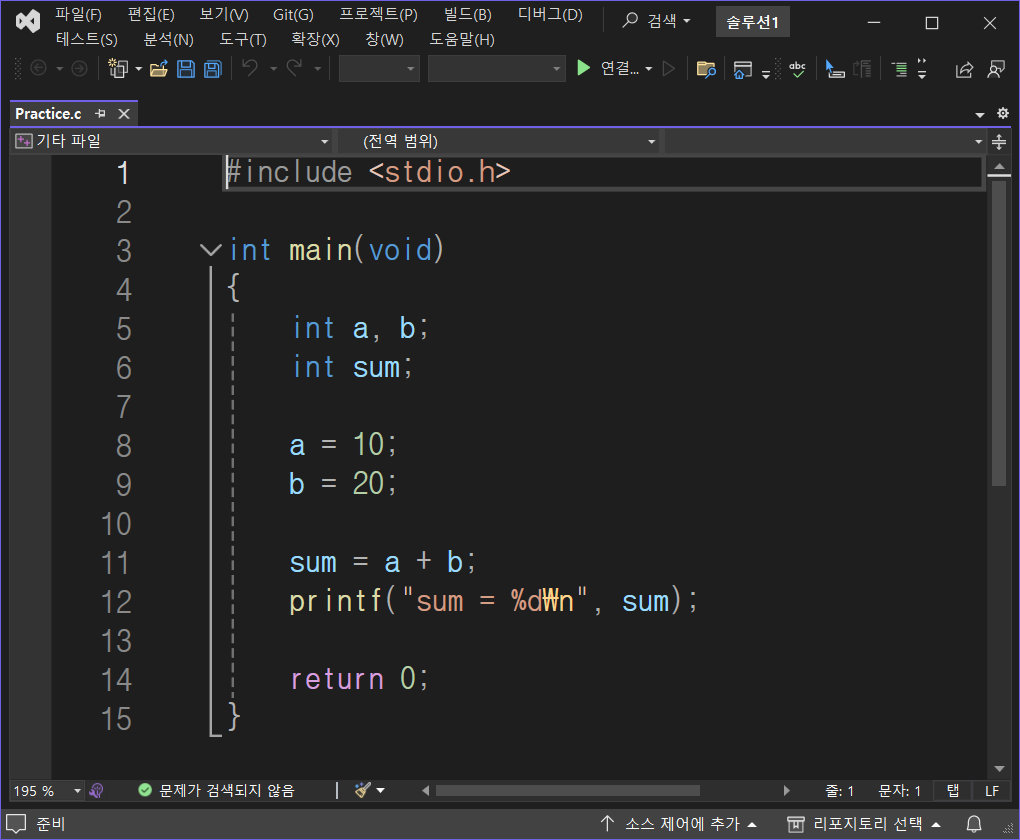 파일(F) 편집(E) 보기(V) Git(G) 프로젝트(P) 빌드(B) 디버그(D) 검색 솔루션1
테스트(S) 분석(N) 도구(T) 확장(X) 창(W) 도움말(H)
연결... abc
Practice.c
기타 파일 (전역 범위)
1 #include <stdio.h>
2
3 int main(void)
4 {
5 int a, b;
6 int sum;
7
8 a = 10;
9 b = 20;
10
11 sum = a + b;
12 printf("sum = %d₩n", sum);
13
14 return 0;
15 }
195 % 문제가 검색되지 않음 줄: 1 문자: 1 탭 LF
준비 소스 제어에 추가 리포지토리 선택